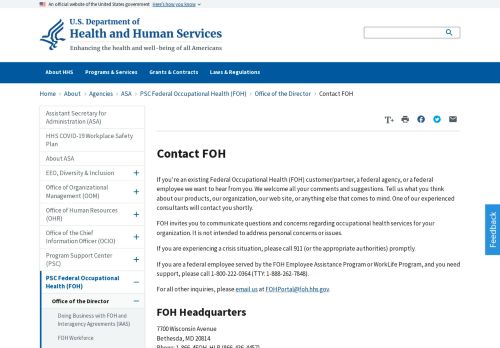 An official website of the United States government Here's how you know
U.S. Department of
Health and Human Services
Enhancing the health and well-being of all Americans
About HHS Programs & Services Grants & Contracts Laws & Regulations
Home › About › Agencies › ASA › PSC Federal Occupational Health (FOH) › Office of the Director › Contact FOH
Assistant Secretary for
Administration (ASA)
HHS COVID-19 Workplace Safety
Plan
About ASA
EEO, Diversity & Inclusion
Office of Organizational
Management (OOM)
Office of Human Resources
(OHR)
Office of the Chief
Information Officer (OCIO)
Program Support Center
(PSC)
PSC Federal Occupational
Health (FOH)
Office of the Director
Doing Business with FOH and
Interagency Agreements (IAAS)
FOH Workforce
T+
Contact FOH
If you're an existing Federal Occupational Health (FOH) customer/partner, a federal agency, or a federal
employee we want to hear from you. We welcome all your comments and suggestions. Tell us what you think
about our products, our organization, our web site, or anything else that comes to mind. One of our experienced
consultants will contact you shortly.
FOH invites you to communicate questions and concerns regarding occupational health services for your
organization. It is not intended to address personal concerns or issues.
If you are experiencing a crisis situation, please call 911 (or the appropriate authorities) promptly.
If you are a federal employee served by the FOH Employee Assistance Program or WorkLife Program, and you need
support, please call 1-800-222-0364 (TTY: 1-888-262-7848).
For all other inquiries, please email us at FOHPortal@foh.hhs.gov.
FOH Headquarters
7700 Wisconsin Avenue
Bethesda, MD 20814
Phone: 1-866-4FOH-HLP (866-436-4457)
Feedback